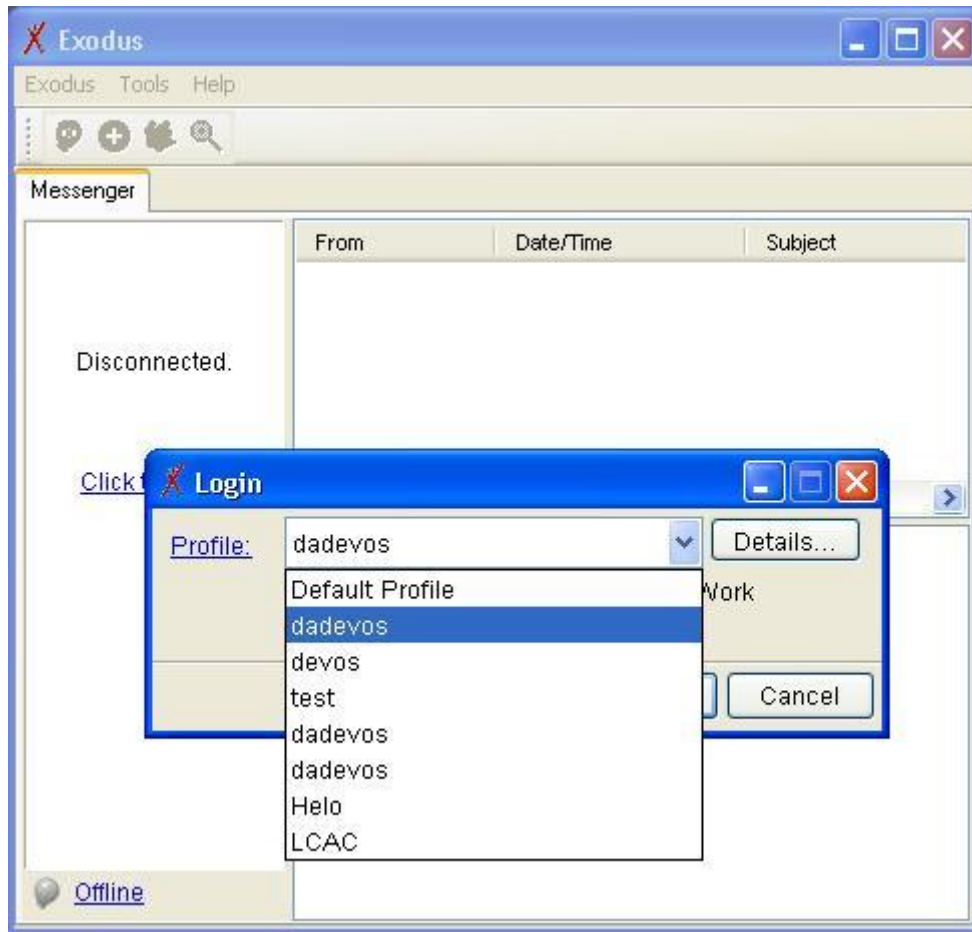 Exodus
Exodus Tools Help
Messenger
From Date/Time Subject
Disconnected.
Click
Login
Profile: dadevos Details...
Default Profile
Work
dadevos
devos
test
Cancel
dadevos
dadevos
Helo
LCAC
Offline